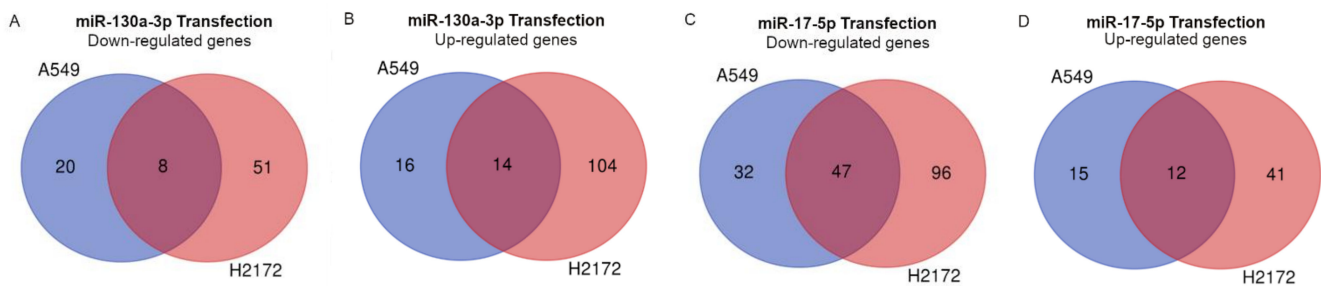 A
miR-130a-3p Transfection
Down-regulated genes
A549
20
8
51
H2172
B
miR-130a-3p Transfection
Up-regulated genes
A549
16
14
104
H2172
C
miR-17-5p Transfection
Down-regulated genes
A549
32
47
96
H2172
D
miR-17-5p Transfection
Up-regulated genes
A549
15
12
41
H2172